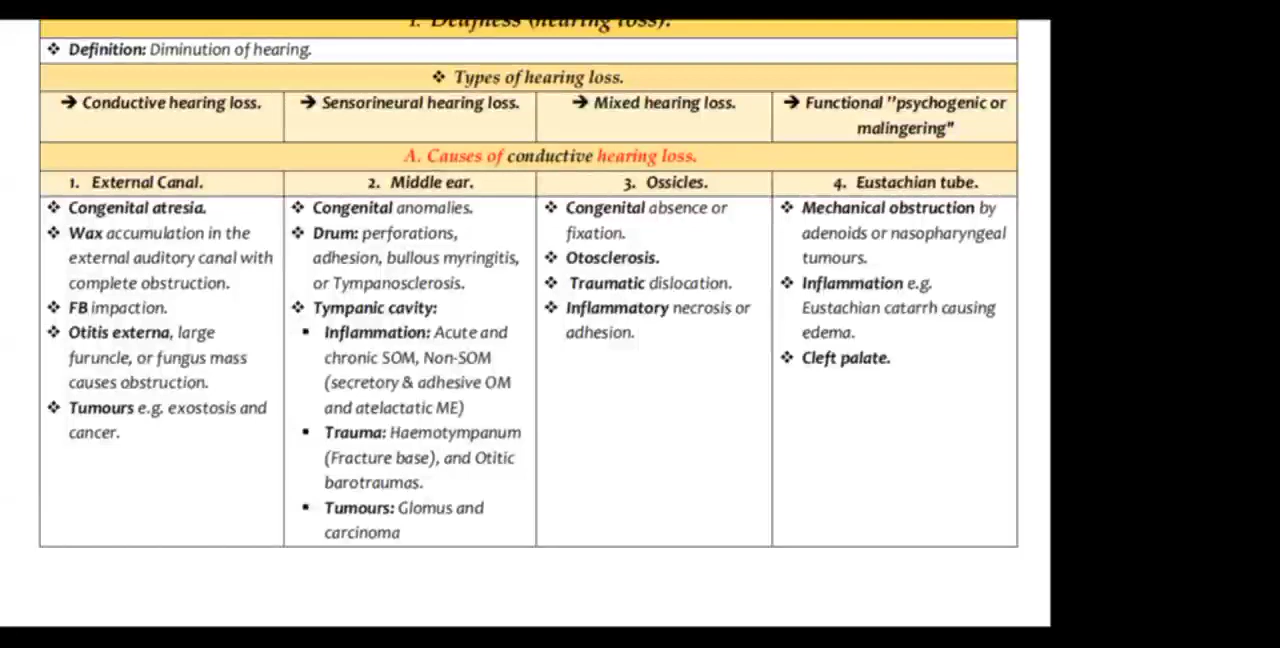 I. Deafness (hearing loss).
❖ Definition: Diminution of hearing.
❖ Types of hearing loss.
➔ Conductive hearing loss.
➔ Sensorineural hearing loss.
➔ Mixed hearing loss.
➔ Functional "psychogenic or
malingering"
A. Causes of conductive hearing loss.
1. External Canal.
❖ Congenital atresia.
❖ Wax accumulation in the
external auditory canal with
complete obstruction.
❖ FB impaction.
❖ Otitis externa, large
furuncle, or fungus mass
causes obstruction.
❖ Tumours e.g. exostosis and
cancer.
2. Middle ear.
❖ Congenital anomalies.
❖ Drum: perforations,
adhesion, bullous myringitis,
or Tympanosclerosis.
❖ Tympanic cavity:
▪ Inflammation: Acute and
chronic SOM, Non-SOM
(secretory & adhesive OM
and atelactatic ME)
▪ Trauma: Haemotympanum
(Fracture base), and Otitic
barotraumas.
▪ Tumours: Glomus and
carcinoma
3. Ossicles.
❖ Congenital absence or
fixation.
❖ Otosclerosis.
❖ Traumatic dislocation.
❖ Inflammatory necrosis or
adhesion.
4. Eustachian tube.
❖ Mechanical obstruction by
adenoids or nasopharyngeal
tumours.
❖ Inflammation e.g.
Eustachian catarrh causing
edema.
❖ Cleft palate.